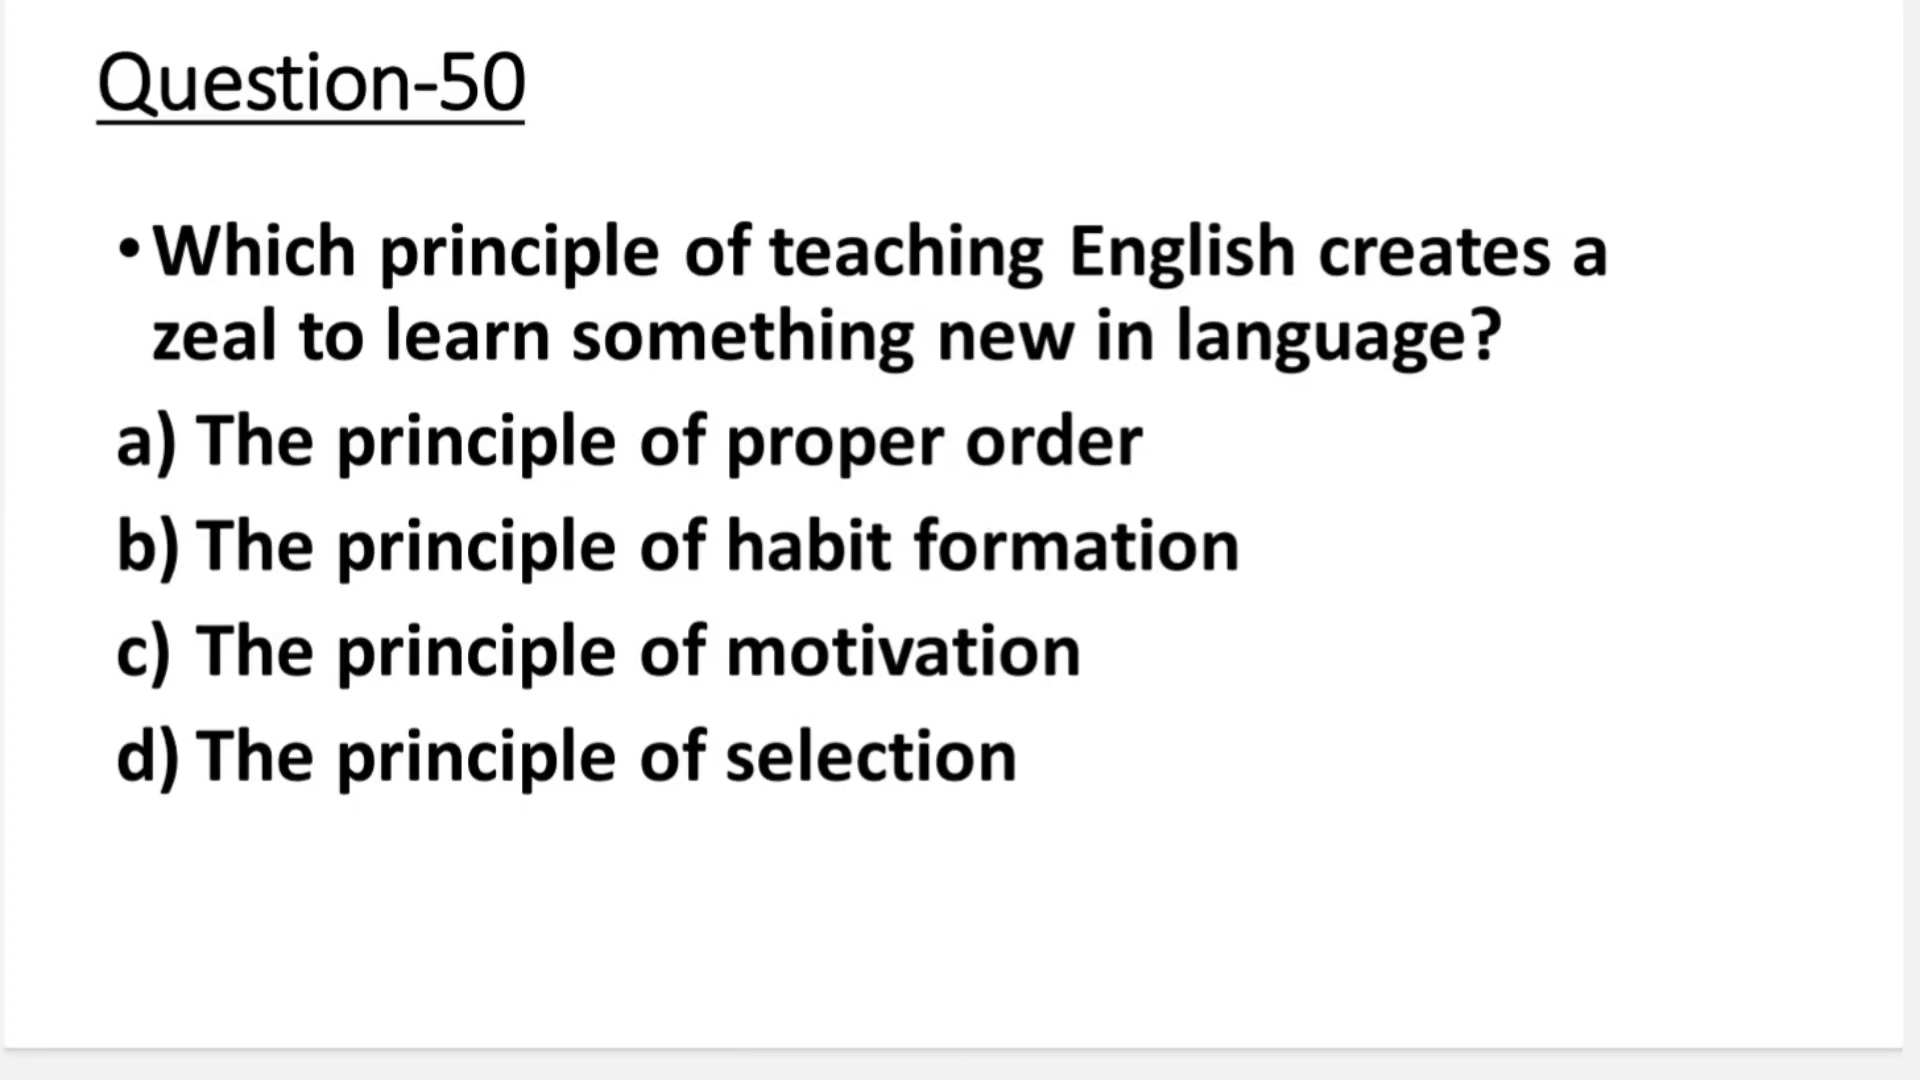 Question-50
•Which principle of teaching English creates a
zeal to learn something new in language?
a) The principle of proper order
b) The principle of habit formation
c) The principle of motivation
d) The principle of selection